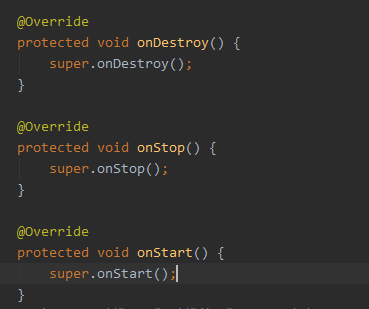 @Override
protected void onDestroy() {
    super.onDestroy();
}
@Override
protected void onStop() {
    super.onStop();
}
@Override
protected void onStart() {
    super.onStart();
}